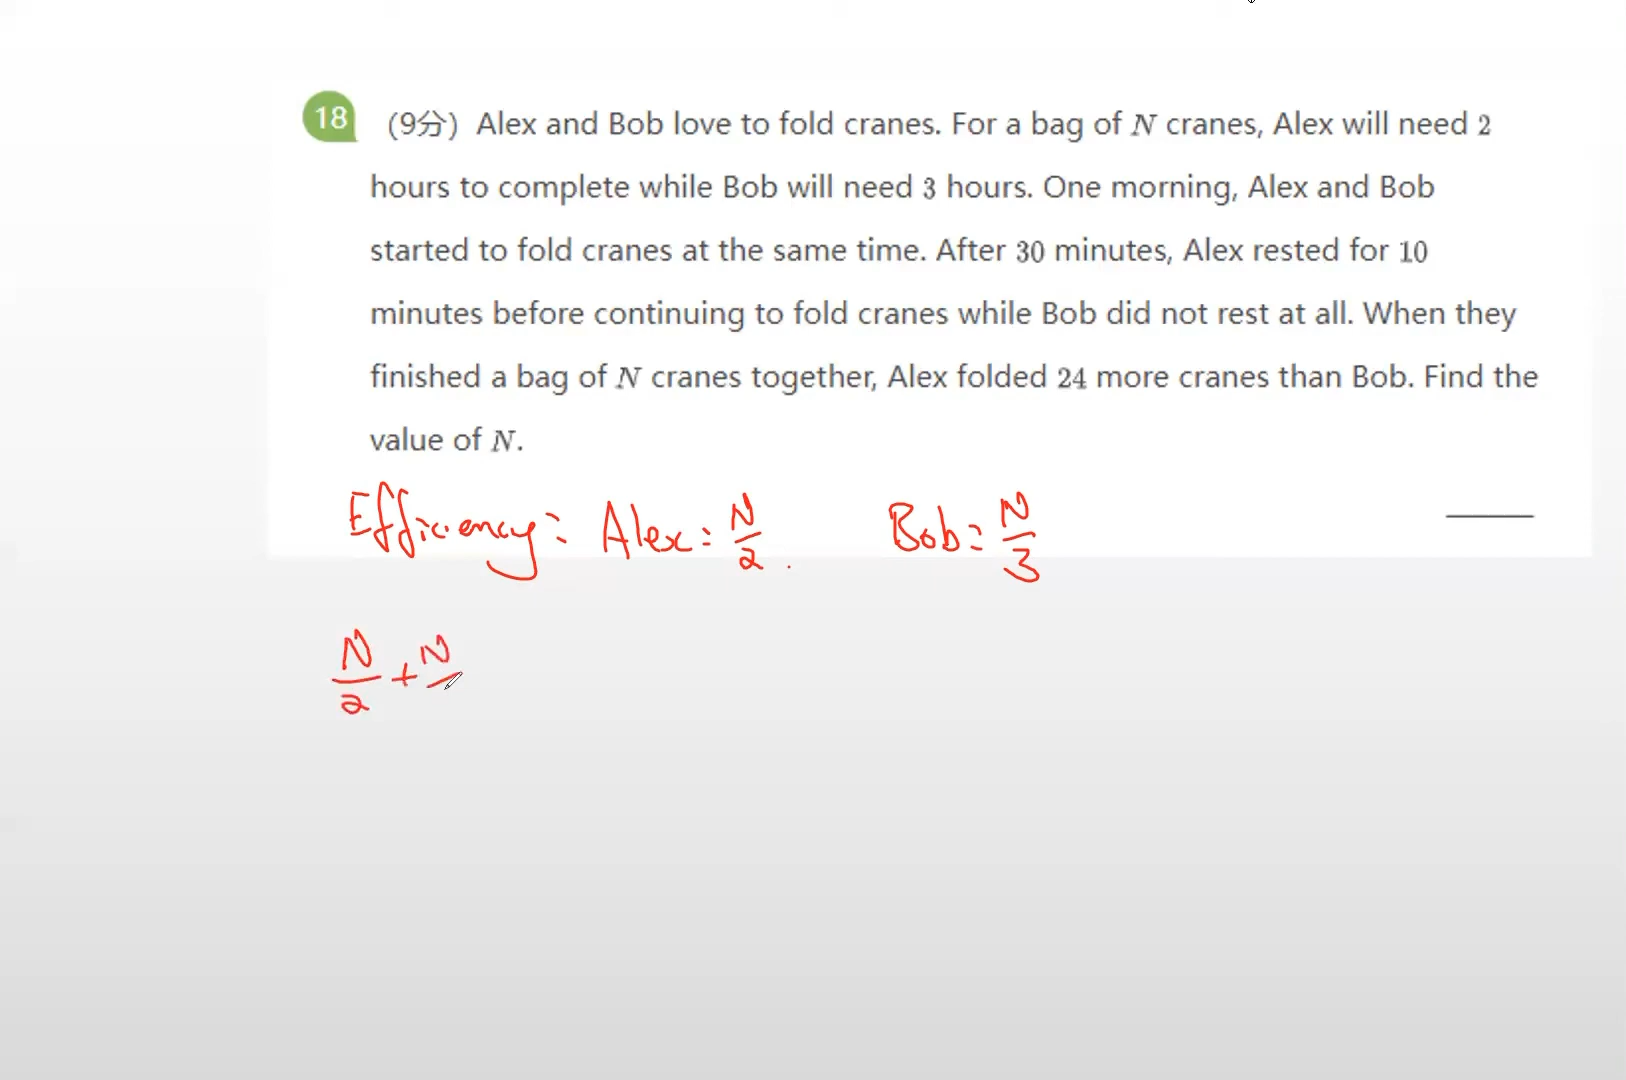 18 (9分) Alex and Bob love to fold cranes. For a bag of N cranes, Alex will need 2
hours to complete while Bob will need 3 hours. One morning, Alex and Bob
started to fold cranes at the same time. After 30 minutes, Alex rested for 10
minutes before continuing to fold cranes while Bob did not rest at all. When they
finished a bag of N cranes together, Alex folded 24 more cranes than Bob. Find the
value of N.
Efficiency: Alex: N/2. Bob: N/3
N/2 + N/